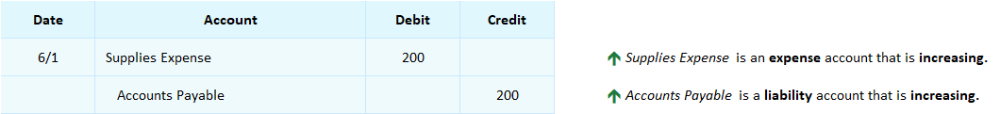 Date Account Debit Credit
6/1 Supplies Expense 200 Supplies Expense is an expense account that is increasing.
Accounts Payable 200 Accounts Payable is a liability account that is increasing.